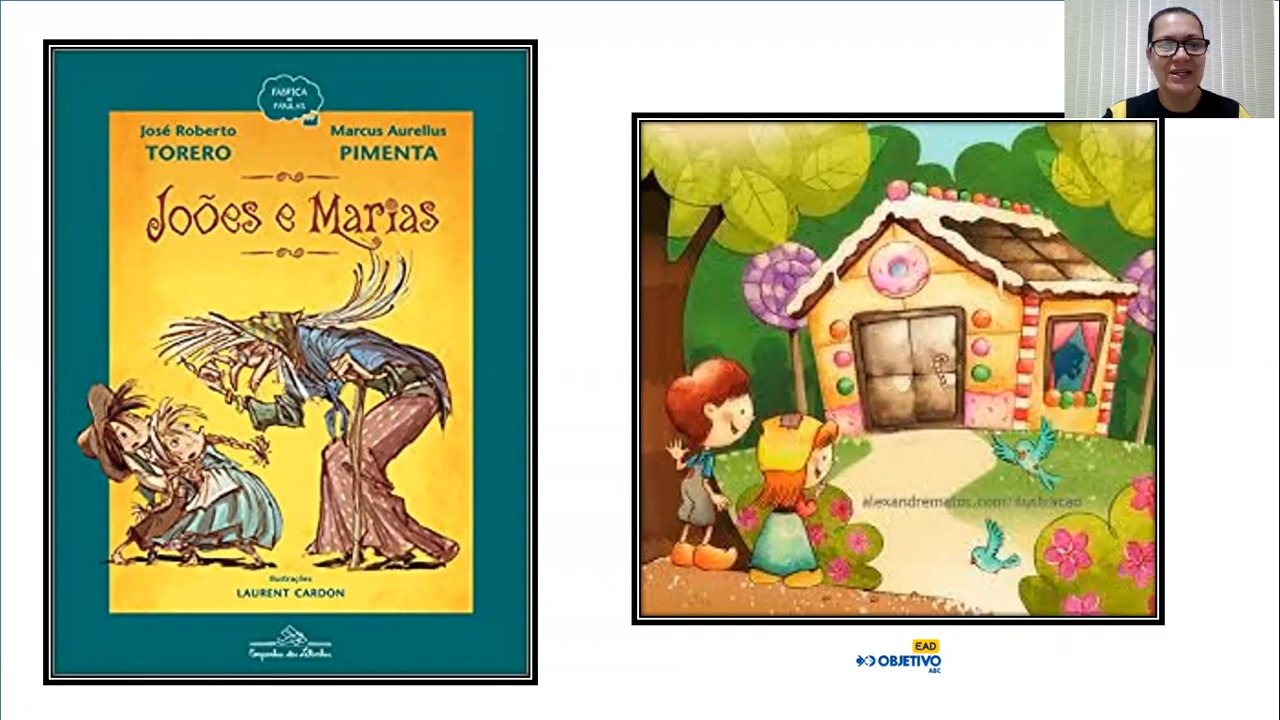 FÁBRICA
DE
FÁBULAS
José Roberto
TORERO
Marcus Aurelius
PIMENTA
Joões e Marias
Ilustrações
LAURENT CARDON
Companhia das Letrinhas
alexandrematos.com/ilustracao
EAD
OBJETIVO
ABC